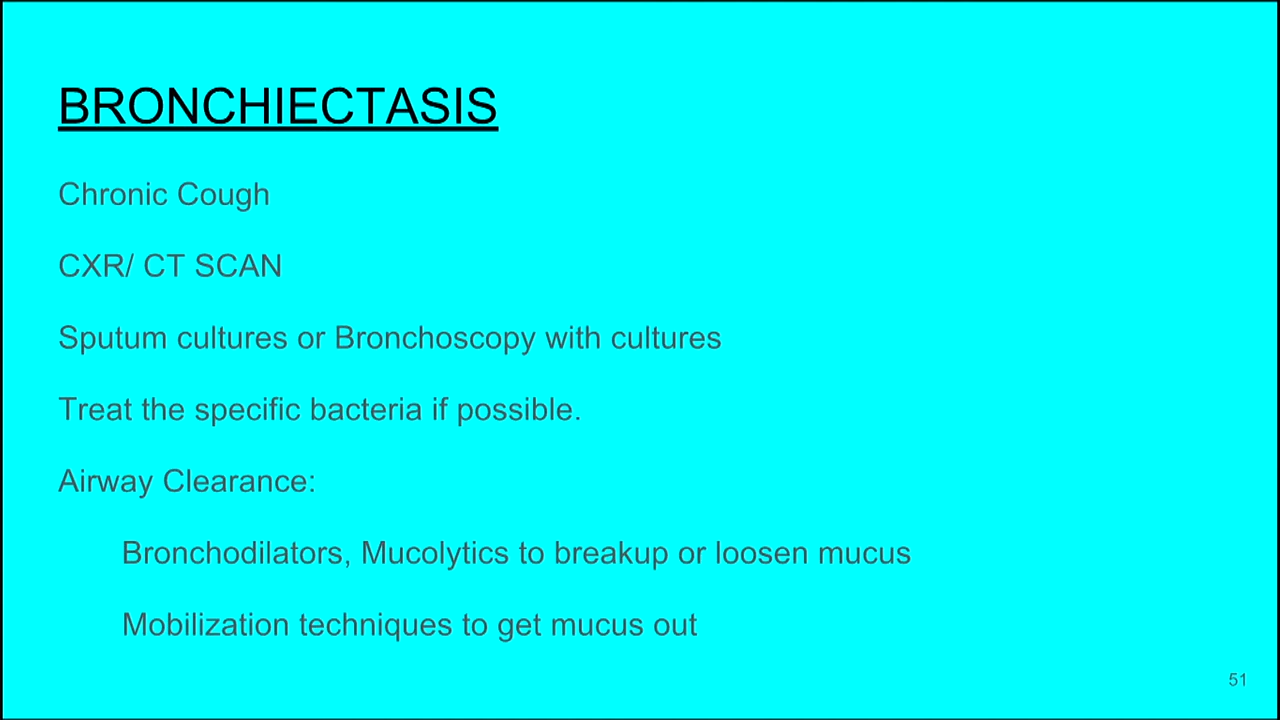 BRONCHIECTASIS
Chronic Cough
CXR/ CT SCAN
Sputum cultures or Bronchoscopy with cultures
Treat the specific bacteria if possible.
Airway Clearance:
Bronchodilators, Mucolytics to breakup or loosen mucus
Mobilization techniques to get mucus out
51